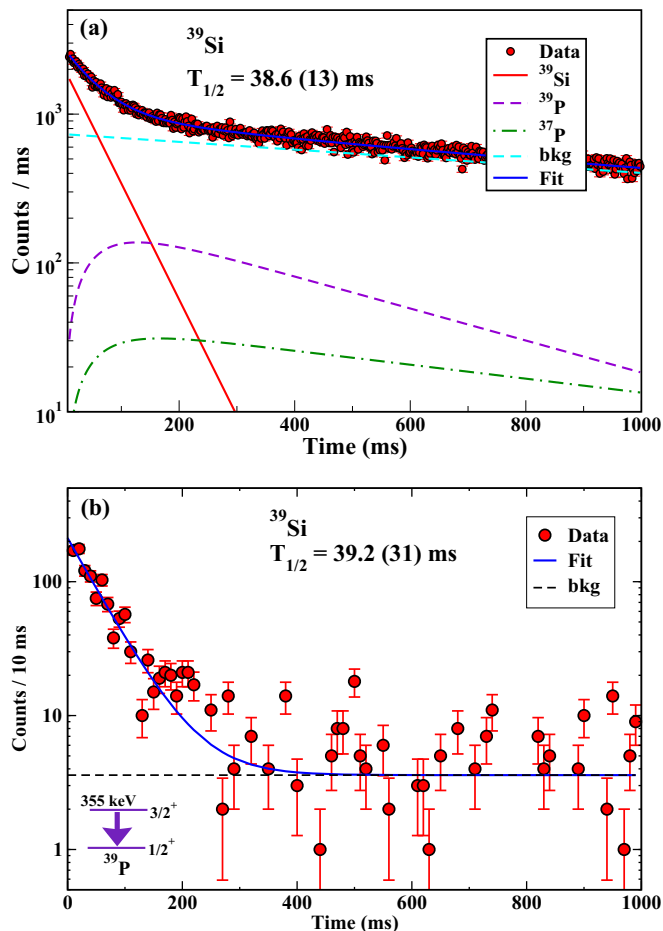 (a)
³⁹Si
T₁/₂ = 38.6 (13) ms
Data
³⁹Si
³⁹P
³⁷P
bkg
Fit
Counts / ms
10³
10²
10¹
200 400 600 800 1000
Time (ms)
(b)
³⁹Si
T₁/₂ = 39.2 (31) ms
Data
Fit
bkg
Counts / 10 ms
100
10
1
355 keV
3/2⁺
1/2⁺
³⁹P
0 200 400 600 800 1000
Time (ms)